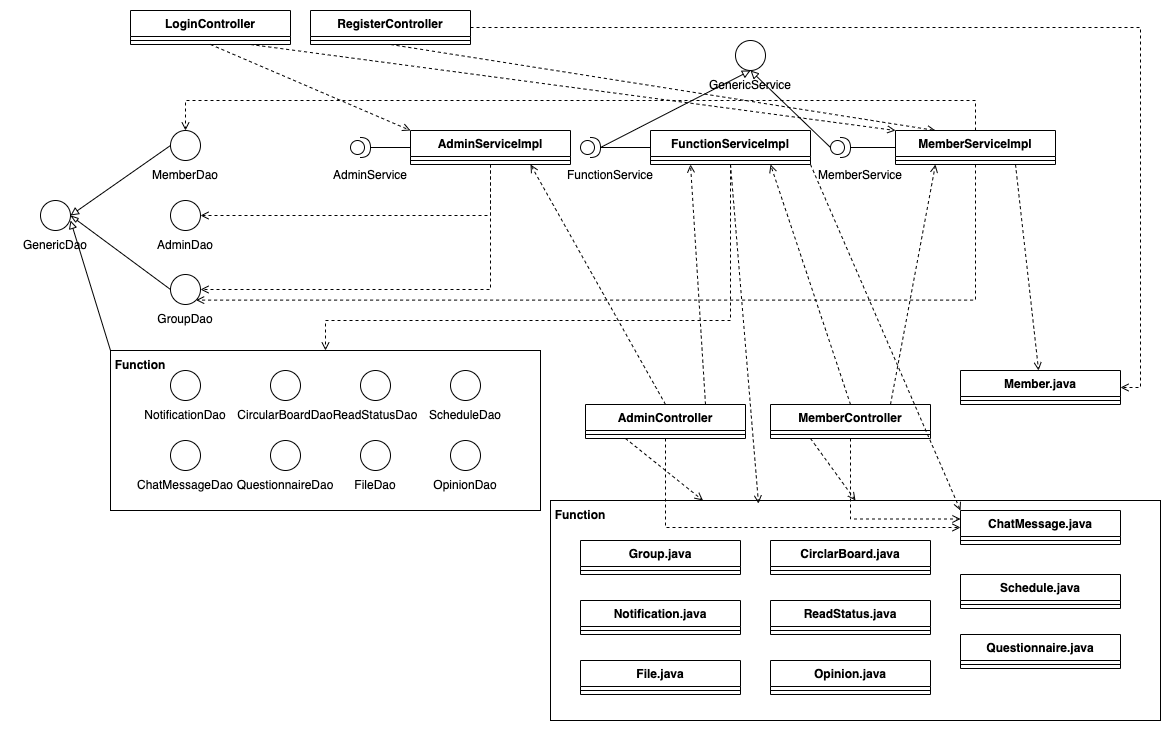 LoginController
RegisterController
GenericService
AdminServiceImpl
FunctionServiceImpl
MemberServiceImpl
MemberDao
AdminService
FunctionService
MemberService
GenericDao
AdminDao
GroupDao
Function
NotificationDao
CircularBoardDao
ReadStatusDao
ScheduleDao
ChatMessageDao
QuestionnaireDao
FileDao
OpinionDao
Member.java
AdminController
MemberController
Function
ChatMessage.java
Group.java
CirclarBoard.java
Schedule.java
Notification.java
ReadStatus.java
Questionnaire.java
File.java
Opinion.java